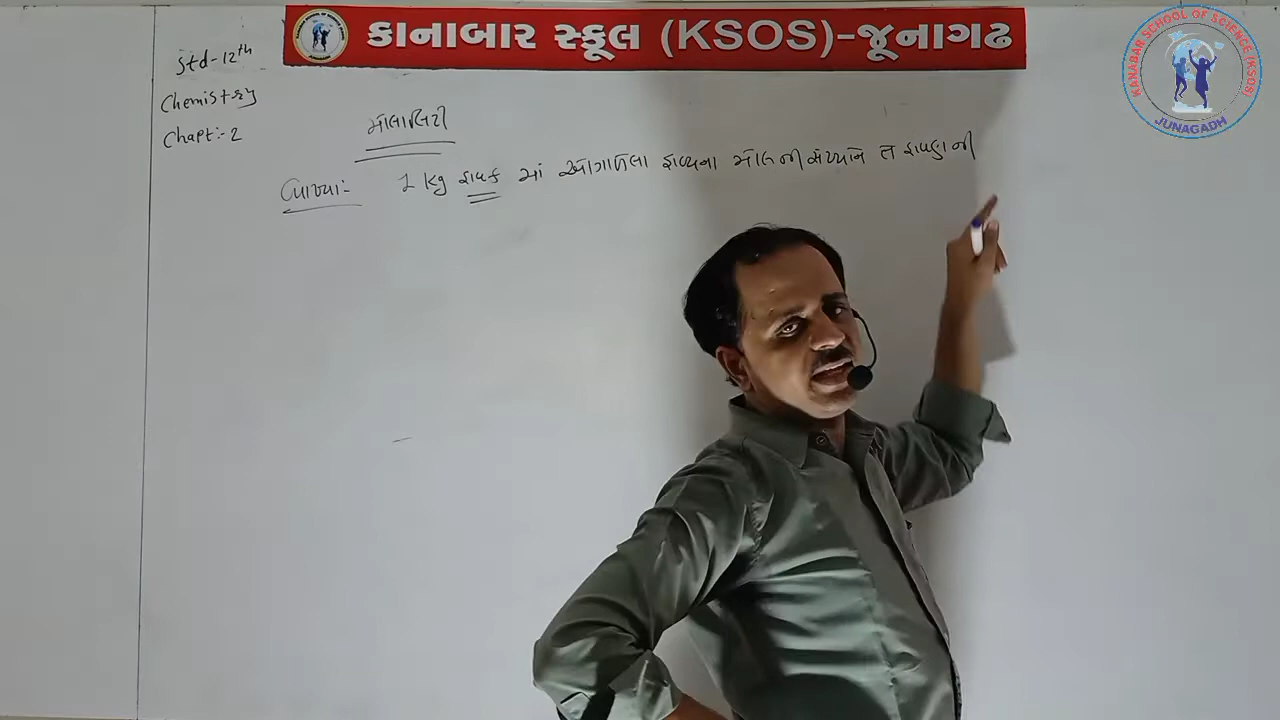 કાનાબાર સ્કૂલ (KSOS)-જૂનાગઢ
KANABAR SCHOOL OF SCIENCE (KSOS)
JUNAGADH
Std-12th
Chemistry
Chapt:-2
મોલાલિટી
વ્યાખ્યા:-
1 kg દ્રાવક માં ઓગાળેલા દ્રાવ્યના મોલની સંખ્યાને તે દ્રાવણની